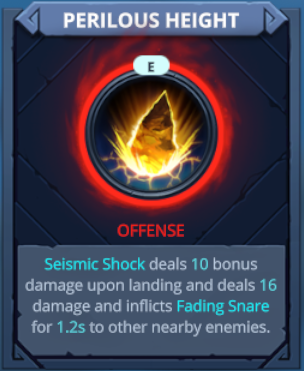 PERILOUS HEIGHT
E
OFFENSE
Seismic Shock deals 10 bonus
damage upon landing and deals 16
damage and inflicts Fading Snare
for 1.2s to other nearby enemies.